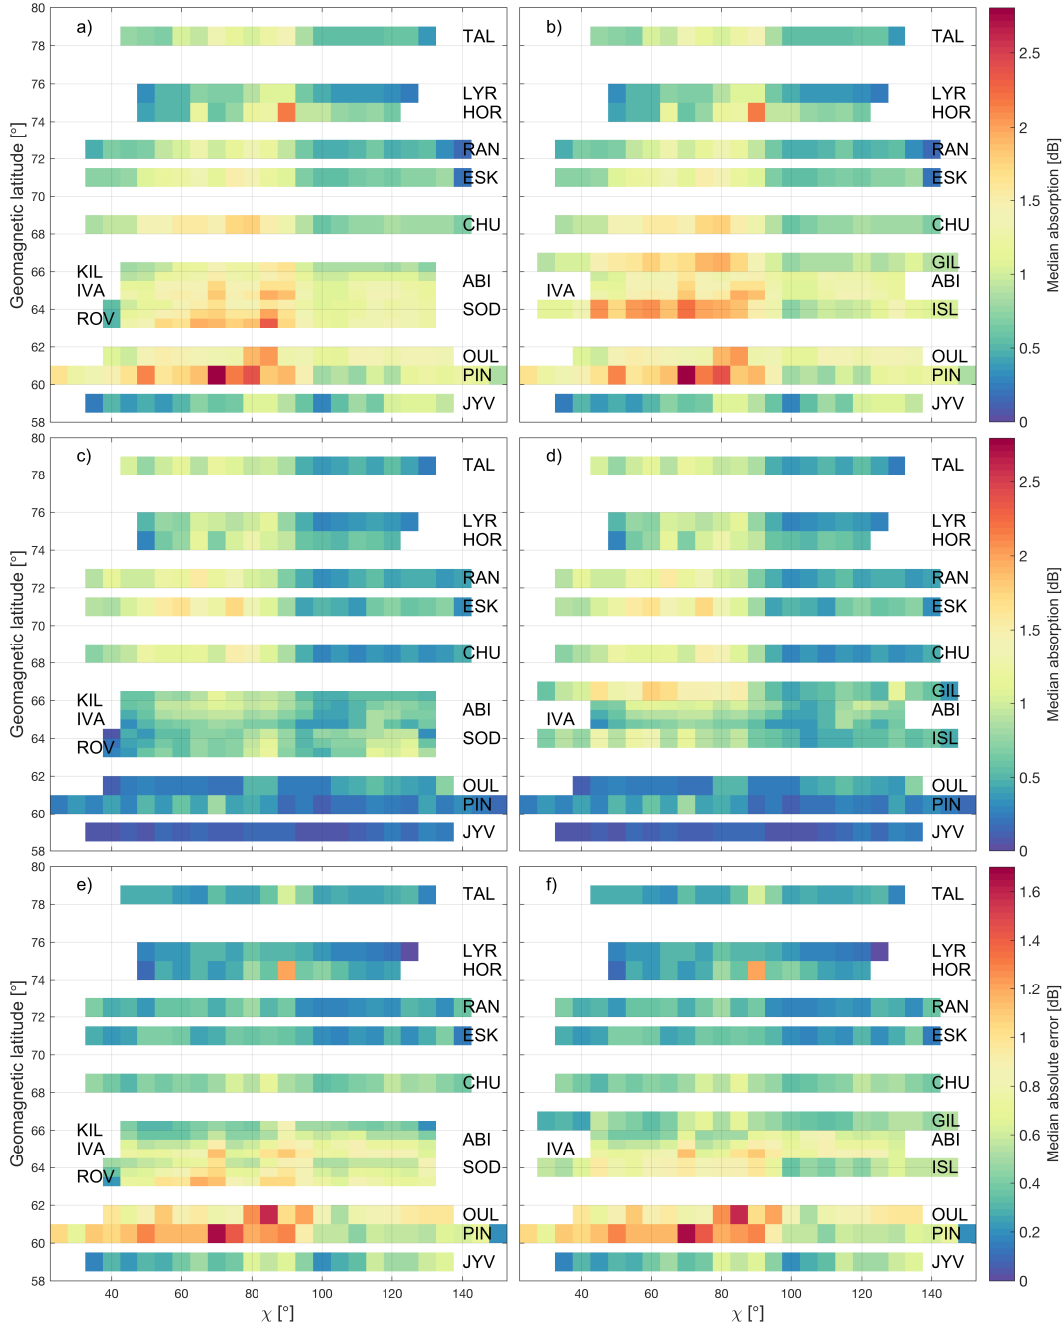 a)
80
78
76
74
72
70
68
66
64
62
60
58
Geomagnetic latitude [°]
TAL
LYR
HOR
RAN
ESK
CHU
KIL
IVA
ROV
ABI
SOD
OUL
PIN
JYV
b)
TAL
LYR
HOR
RAN
ESK
CHU
GIL
ABI
IVA
ISL
OUL
PIN
JYV
2.5
2
1.5
1
0.5
0
Median absorption [dB]
c)
80
78
76
74
72
70
68
66
64
62
60
58
Geomagnetic latitude [°]
TAL
LYR
HOR
RAN
ESK
CHU
KIL
IVA
ROV
ABI
SOD
OUL
PIN
JYV
d)
TAL
LYR
HOR
RAN
ESK
CHU
GIL
ABI
IVA
ISL
OUL
PIN
JYV
2.5
2
1.5
1
0.5
0
Median absorption [dB]
e)
80
78
76
74
72
70
68
66
64
62
60
58
Geomagnetic latitude [°]
TAL
LYR
HOR
RAN
ESK
CHU
KIL
IVA
ROV
ABI
SOD
OUL
PIN
JYV
40 60 80 100 120 140
χ [°]
f)
TAL
LYR
HOR
RAN
ESK
CHU
GIL
ABI
IVA
ISL
OUL
PIN
JYV
40 60 80 100 120 140
χ [°]
1.6
1.4
1.2
1
0.8
0.6
0.4
0.2
0
Median absolute error [dB]